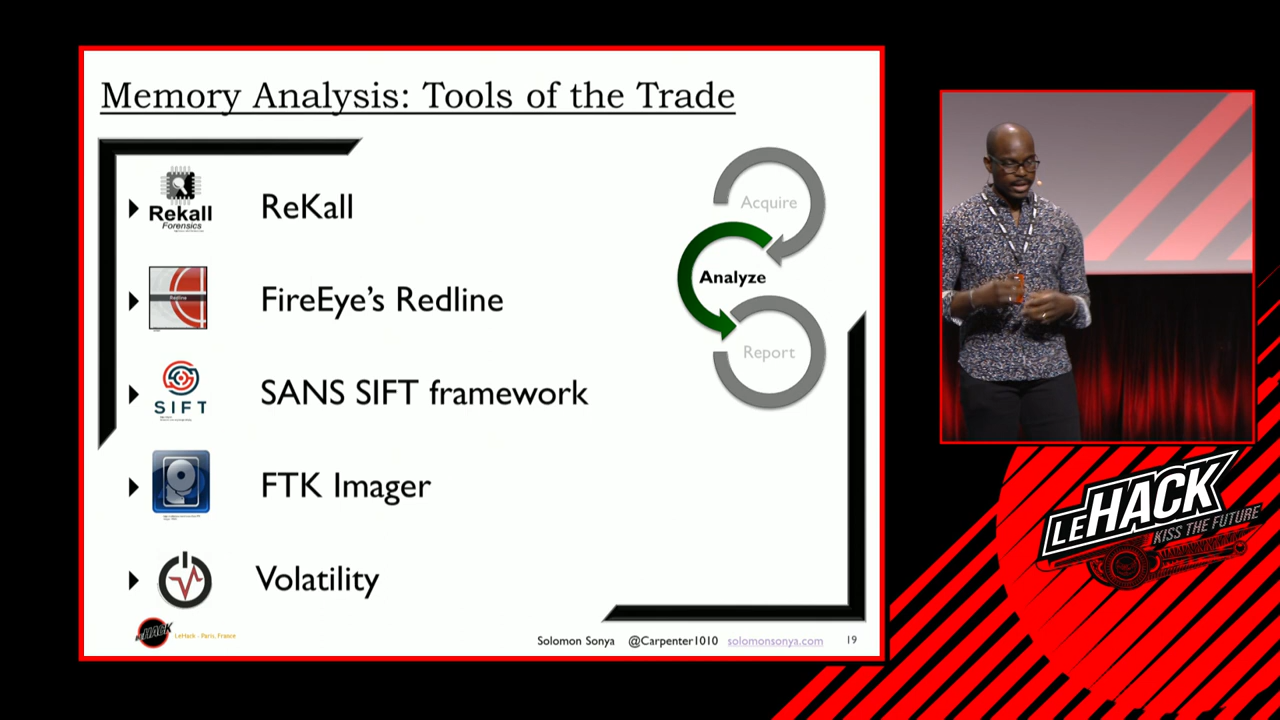 Memory Analysis: Tools of the Trade
Rekall
Forensics
ReKall
Redline
FireEye's Redline
SIFT
SANS SIFT framework
FTK Imager
Volatility
Acquire
Analyze
Report
LEHACK
LeHack - Paris, France
Solomon Sonya @Carpenter1010 solomonsonya.com 19
LEHACK
KISS THE FUTURE